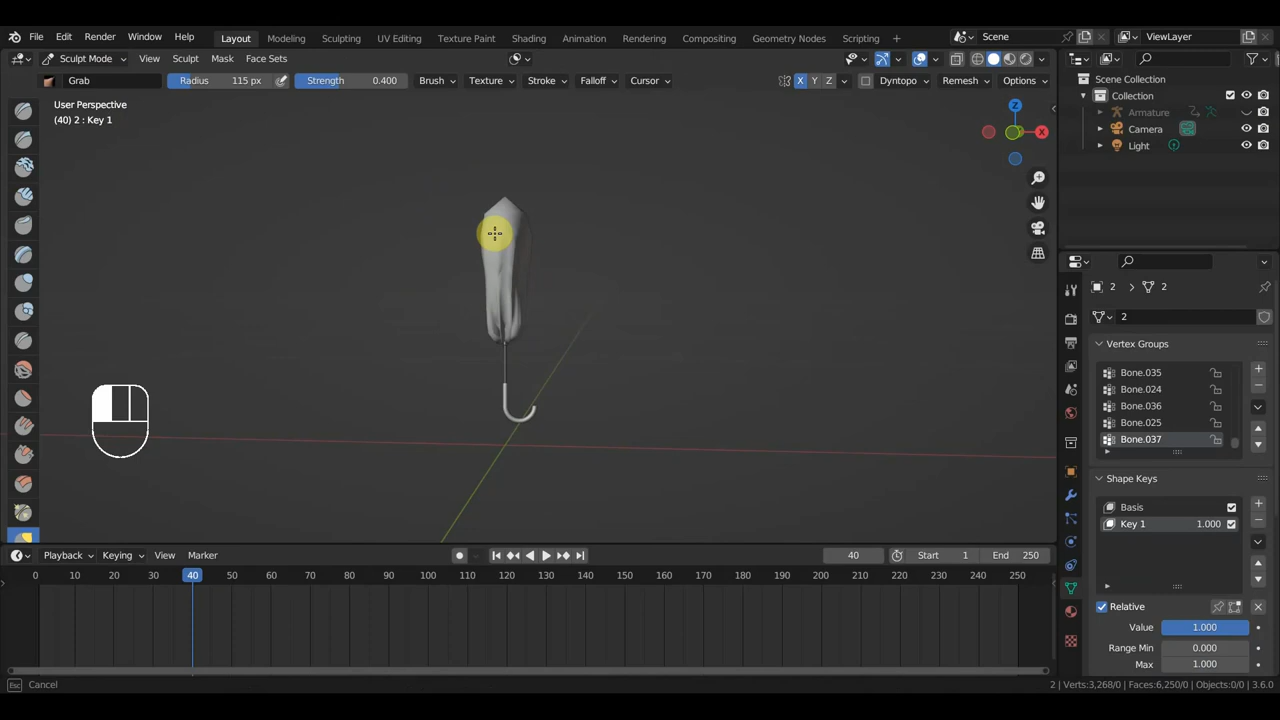 File Edit Render Window Help Layout Modeling Sculpting UV Editing Texture Paint Shading Animation Rendering Compositing Geometry Nodes Scripting + Scene ViewLayer
Sculpt Mode View Sculpt Mask Face Sets
Grab Radius 115 px Strength 0.400 Brush Texture Stroke Falloff Cursor X Y Z Dyntopo Remesh Options
User Perspective
(40) 2 : Key 1
Z
X
Scene Collection
Collection
Armature
Camera
Light
2 > 2
2
Vertex Groups
Bone.035
Bone.024
Bone.036
Bone.025
Bone.037
Shape Keys
Basis
Key 1 1.000
Relative
Value 1.000
Range Min 0.000
Max 1.000
Playback Keying View Marker 40 Start 1 End 250
0 10 20 30 40 50 60 70 80 90 100 110 120 130 140 150 160 170 180 190 200 210 220 230 240 250
Esc Cancel 2 | Verts:3,268/0 | Faces:6,250/0 | Objects:0/0 | 3.6.0